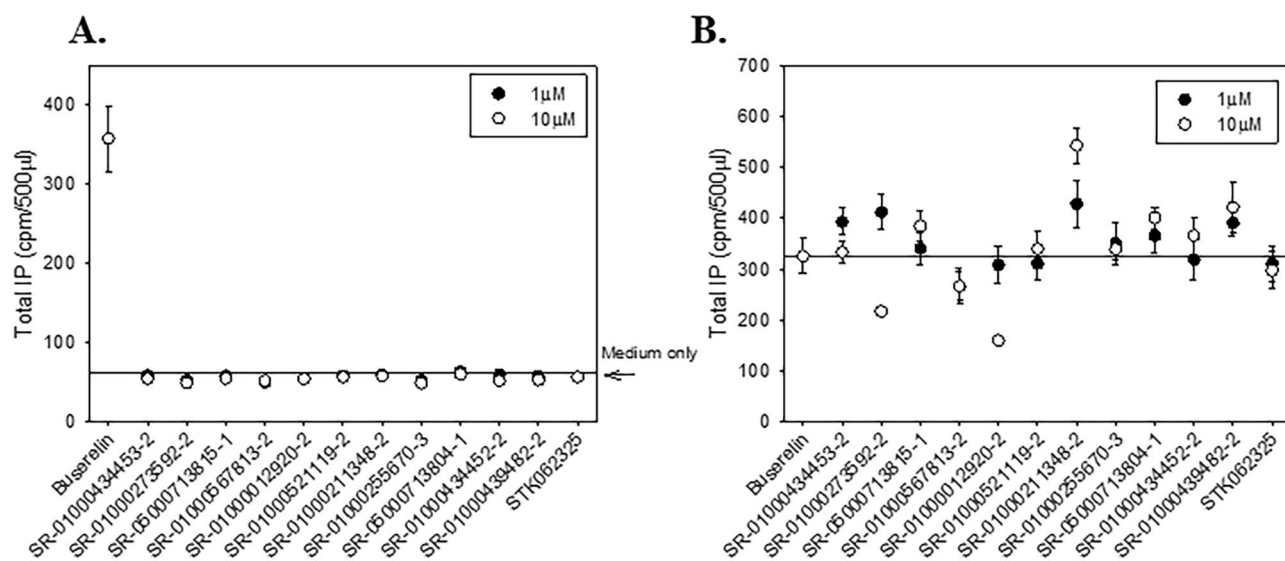 A.
1μM
10μM
400
300
200
100
0
Total IP (cpm/500μl)
Medium only
Buserelin
SR-01000434453-2
SR-01000273592-2
SR-05000713815-1
SR-01000567813-2
SR-01000012920-2
SR-01000521119-2
SR-01000211348-2
SR-01000255670-3
SR-05000713804-1
SR-01000434452-2
SR-01000439482-2
STK062325
B.
1μM
10μM
700
600
500
400
300
200
100
0
Total IP (cpm/500μl)
Buserelin
SR-01000434453-2
SR-01000273592-2
SR-05000713815-1
SR-01000567813-2
SR-01000012920-2
SR-01000521119-2
SR-01000211348-2
SR-01000255670-3
SR-05000713804-1
SR-01000434452-2
SR-01000439482-2
STK062325